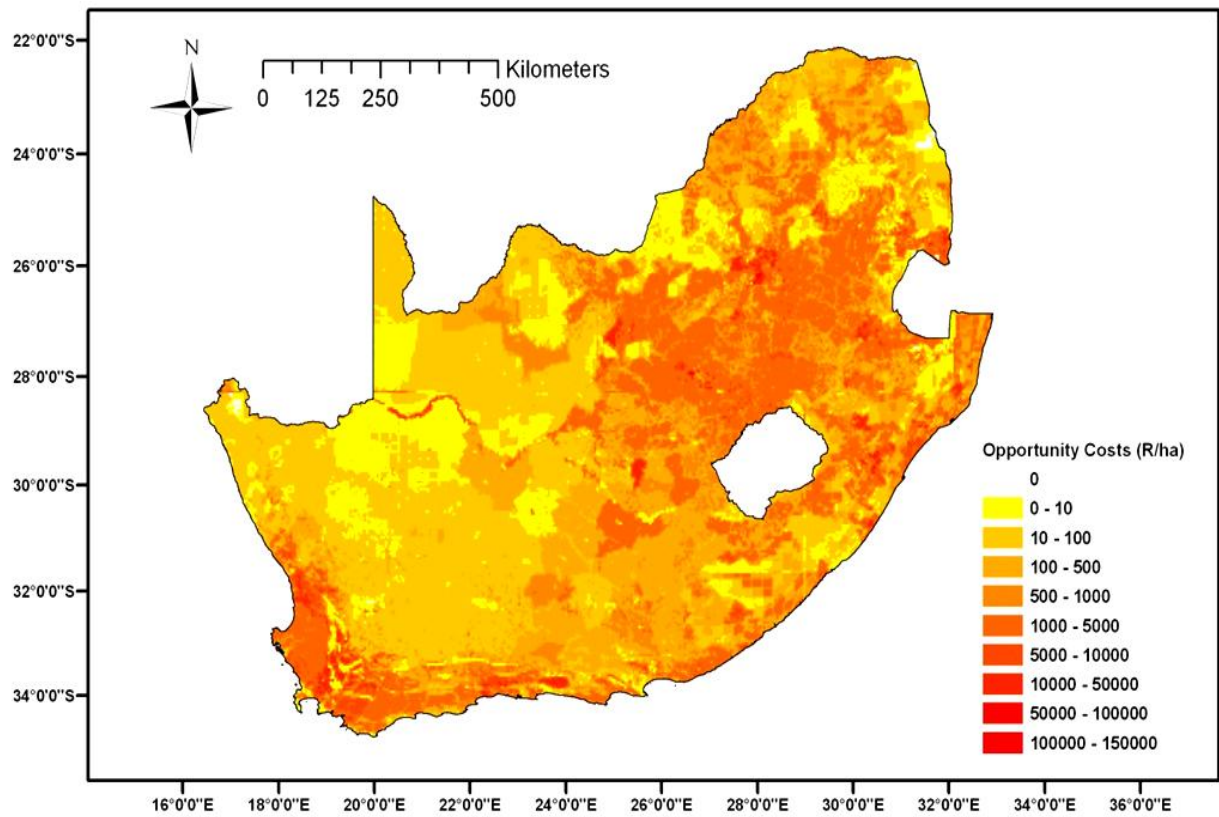 22°0'0"S
24°0'0"S
26°0'0"S
28°0'0"S
30°0'0"S
32°0'0"S
34°0'0"S
N
Kilometers
0 125 250 500
Opportunity Costs (R/ha)
0
0 - 10
10 - 100
100 - 500
500 - 1000
1000 - 5000
5000 - 10000
10000 - 50000
50000 - 100000
100000 - 150000
16°0'0"E 18°0'0"E 20°0'0"E 22°0'0"E 24°0'0"E 26°0'0"E 28°0'0"E 30°0'0"E 32°0'0"E 34°0'0"E 36°0'0"E